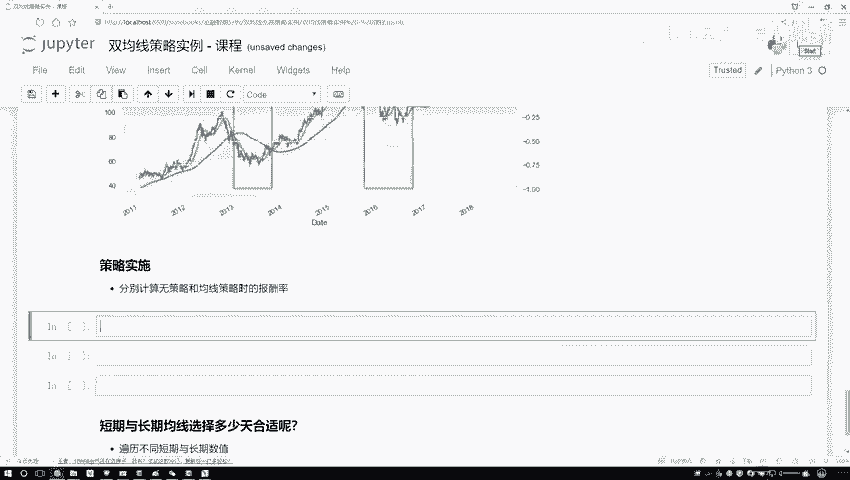 jupyter 双均线策略实例 - 课程 (unsaved changes)
File Edit View Insert Cell Kernel Widgets Help
Trusted Python 3
Code
100
80
60
40
-0.25
-0.50
-0.75
-1.00
2011 2012 2013 2014 2015 2016 2017 2018
Date
策略实施
分别计算无策略和均线策略时的报酬率
In [ ]:
In [ ]:
In [ ]:
短期与长期均线选择多少天合适呢?
遍历不同短期与长期数值